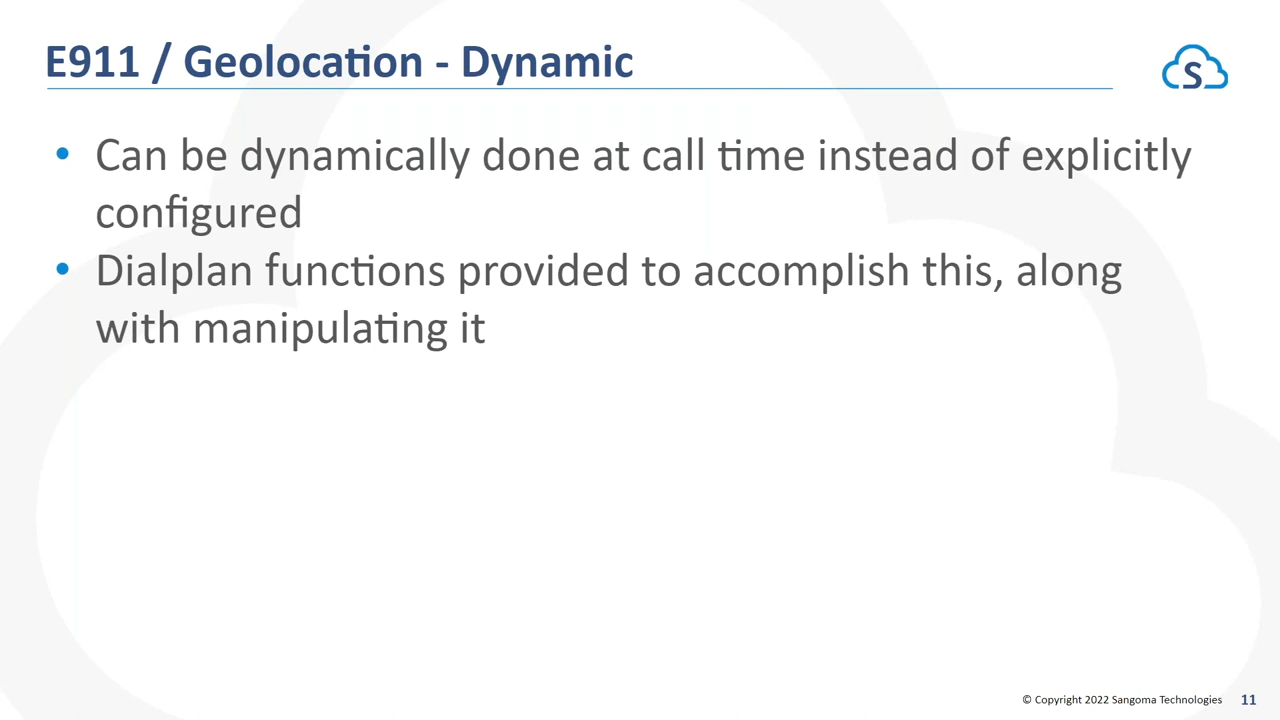 E911 / Geolocation - Dynamic
S
• Can be dynamically done at call time instead of explicitly
configured
• Dialplan functions provided to accomplish this, along
with manipulating it
© Copyright 2022 Sangoma Technologies 11